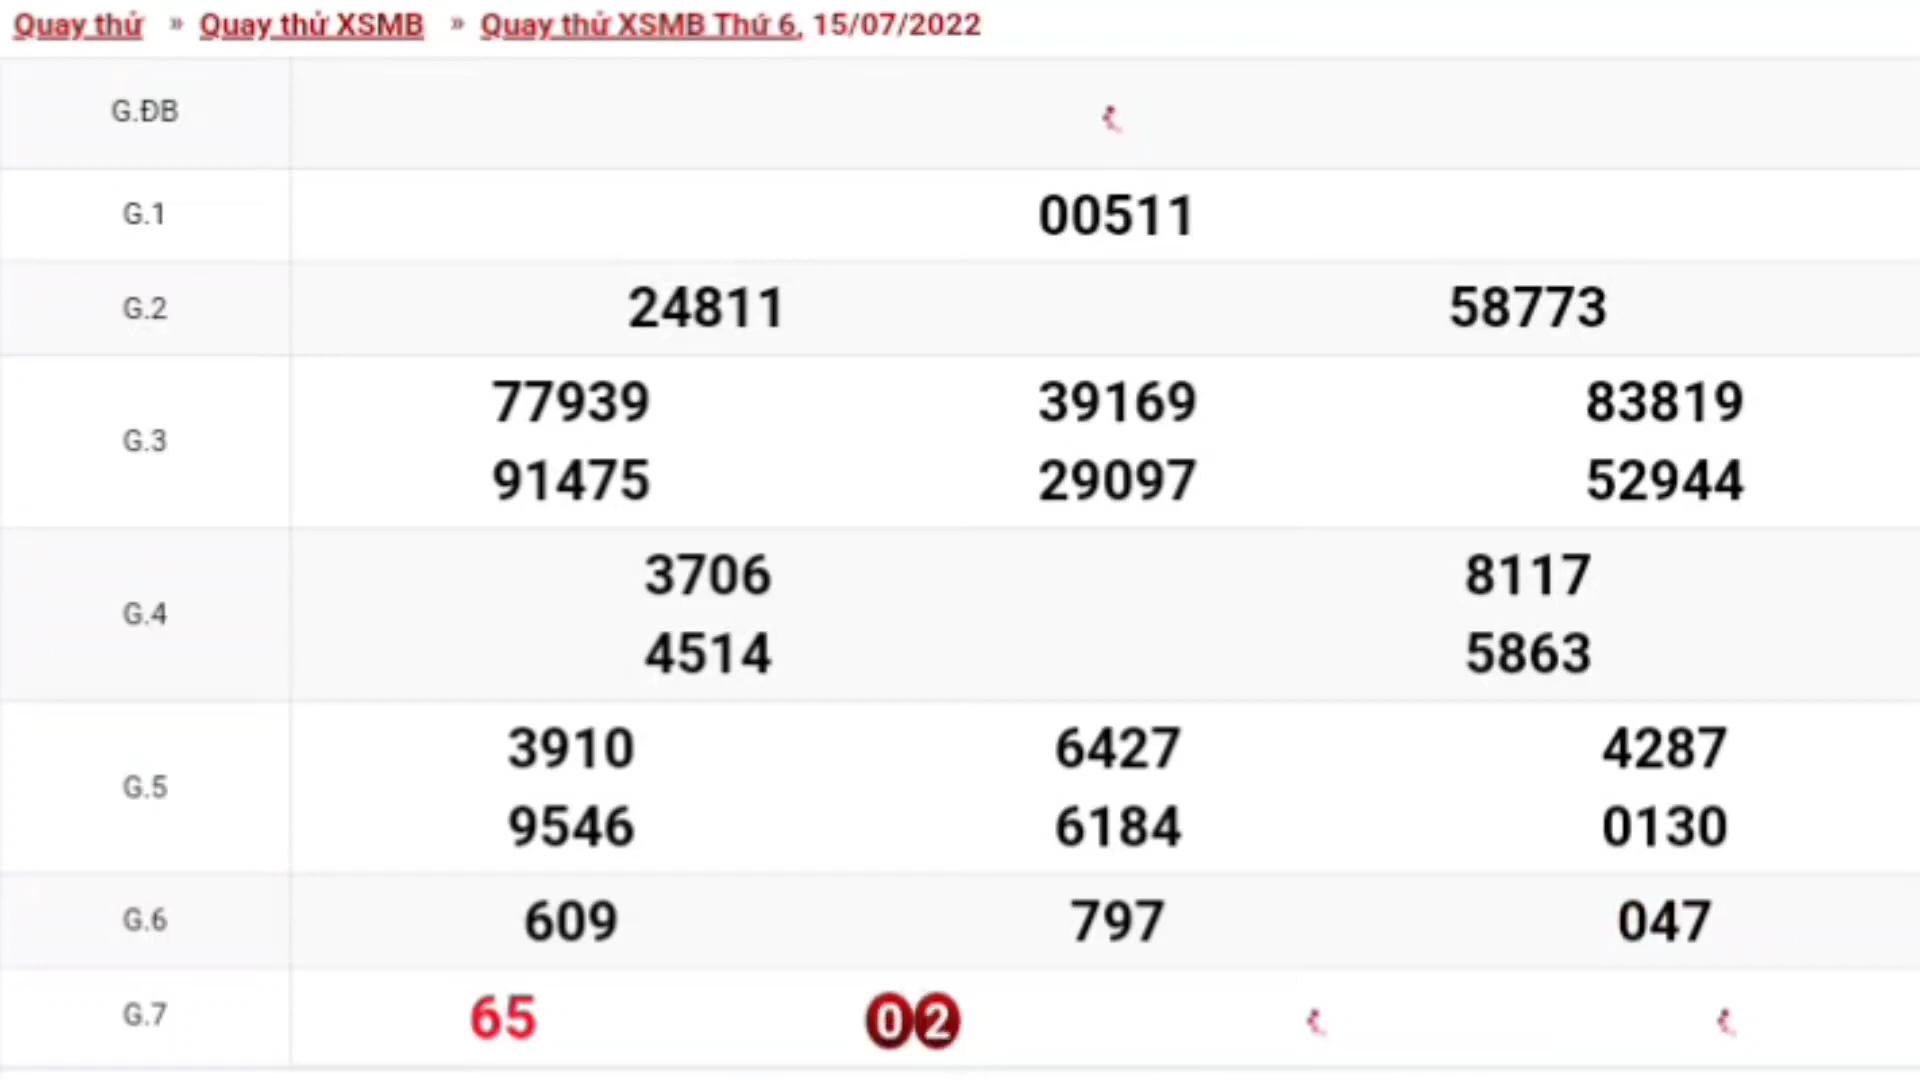 Quay thử » Quay thử XSMB » Quay thử XSMB Thứ 6, 15/07/2022
G.ĐB
G.1 00511
G.2 24811 58773
G.3
77939 39169 83819
91475 29097 52944
G.4
3706 8117
4514 5863
G.5
3910 6427 4287
9546 6184 0130
G.6 609 797 047
G.7 65 02